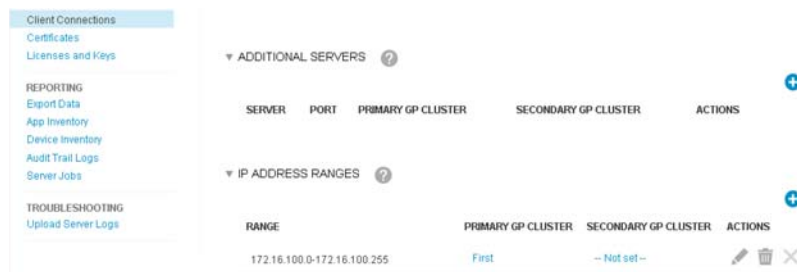 Client Connections
Certificates
Licenses and Keys
REPORTING
Export Data
App Inventory
Device Inventory
Audit Trail Logs
Server Jobs
TROUBLESHOOTING
Upload Server Logs
▼ ADDITIONAL SERVERS ?
SERVER PORT PRIMARY GP CLUSTER SECONDARY GP CLUSTER ACTIONS
▼ IP ADDRESS RANGES ?
RANGE PRIMARY GP CLUSTER SECONDARY GP CLUSTER ACTIONS
172.16.100.0-172.16.100.255 First -- Not set --